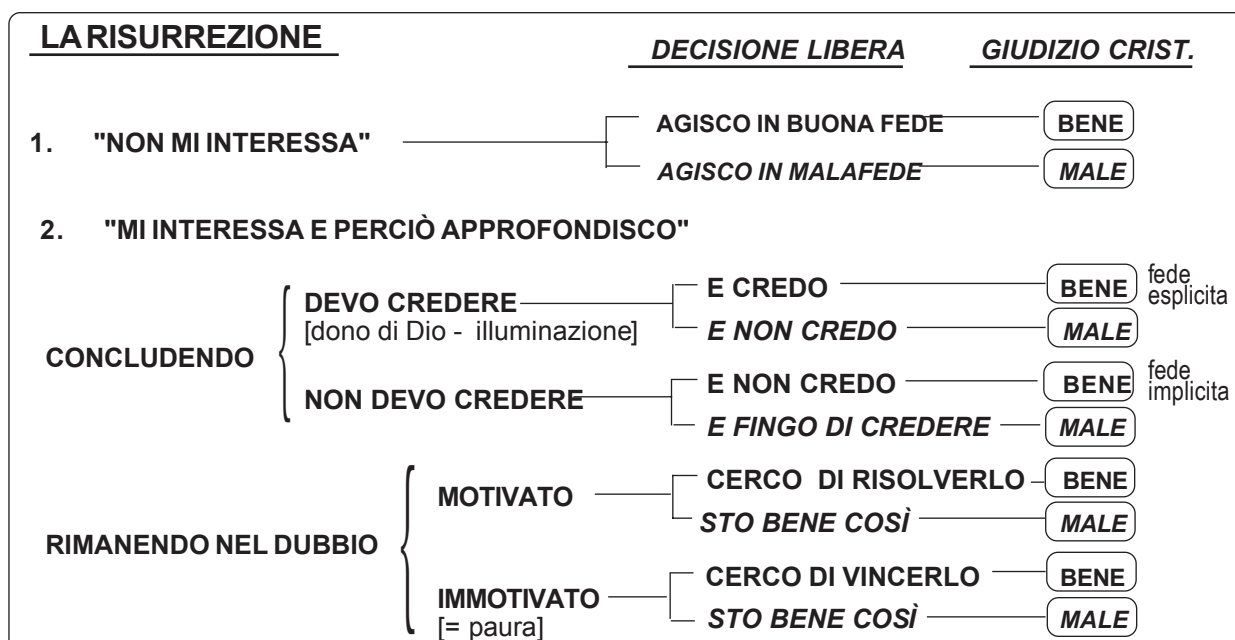 LA RISURREZIONE DECISIONE LIBERA GIUDIZIO CRIST.
1. "NON MI INTERESSA"
AGISCO IN BUONA FEDE BENE
AGISCO IN MALAFEDE MALE
2. "MI INTERESSA E PERCIÒ APPROFONDISCO"
CONCLUDENDO
DEVO CREDERE
[dono di Dio - illuminazione]
E CREDO BENE fede
esplicita
E NON CREDO MALE
NON DEVO CREDERE
E NON CREDO BENE fede
implicita
E FINGO DI CREDERE MALE
RIMANENDO NEL DUBBIO
MOTIVATO
CERCO DI RISOLVERLO BENE
STO BENE COSÌ MALE
IMMOTIVATO
[= paura]
CERCO DI VINCERLO BENE
STO BENE COSÌ MALE